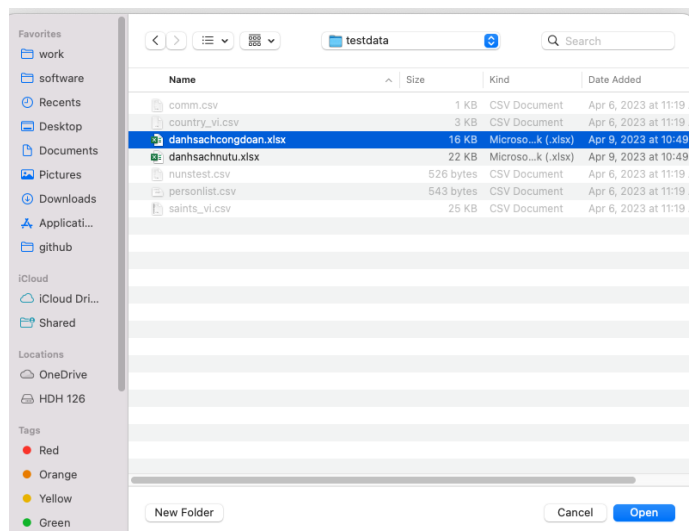 Favorites
work
software
Recents
Desktop
Documents
Pictures
Downloads
Applicati...
github
iCloud
iCloud Dri...
Shared
Locations
OneDrive
HDH 126
Tags
Red
Orange
Yellow
Green
testdata
Search
Name Size Kind Date Added
comm.csv 1 KB CSV Document Apr 6, 2023 at 11:19
country_vi.csv 3 KB CSV Document Apr 6, 2023 at 11:19
danhsachcongdoan.xlsx 16 KB Microso...k (.xlsx) Apr 9, 2023 at 10:49
danhsachnutu.xlsx 22 KB Microso...k (.xlsx) Apr 9, 2023 at 10:49
nunstest.csv 526 bytes CSV Document Apr 6, 2023 at 11:19
personlist.csv 543 bytes CSV Document Apr 6, 2023 at 11:19
saints_vi.csv 25 KB CSV Document Apr 6, 2023 at 11:19
New Folder Cancel Open